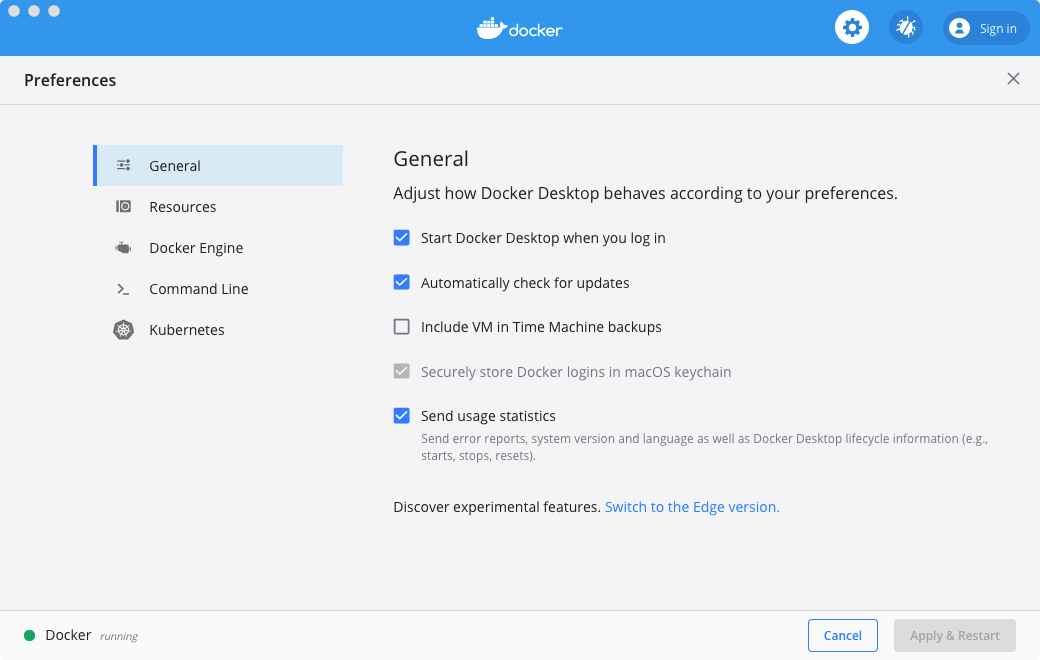 docker
Sign in
Preferences
General
Resources
Docker Engine
Command Line
Kubernetes
General
Adjust how Docker Desktop behaves according to your preferences.
Start Docker Desktop when you log in
Automatically check for updates
Include VM in Time Machine backups
Securely store Docker logins in macOS keychain
Send usage statistics
Send error reports, system version and language as well as Docker Desktop lifecycle information (e.g.,
starts, stops, resets).
Discover experimental features. Switch to the Edge version.
Docker running
Cancel
Apply & Restart